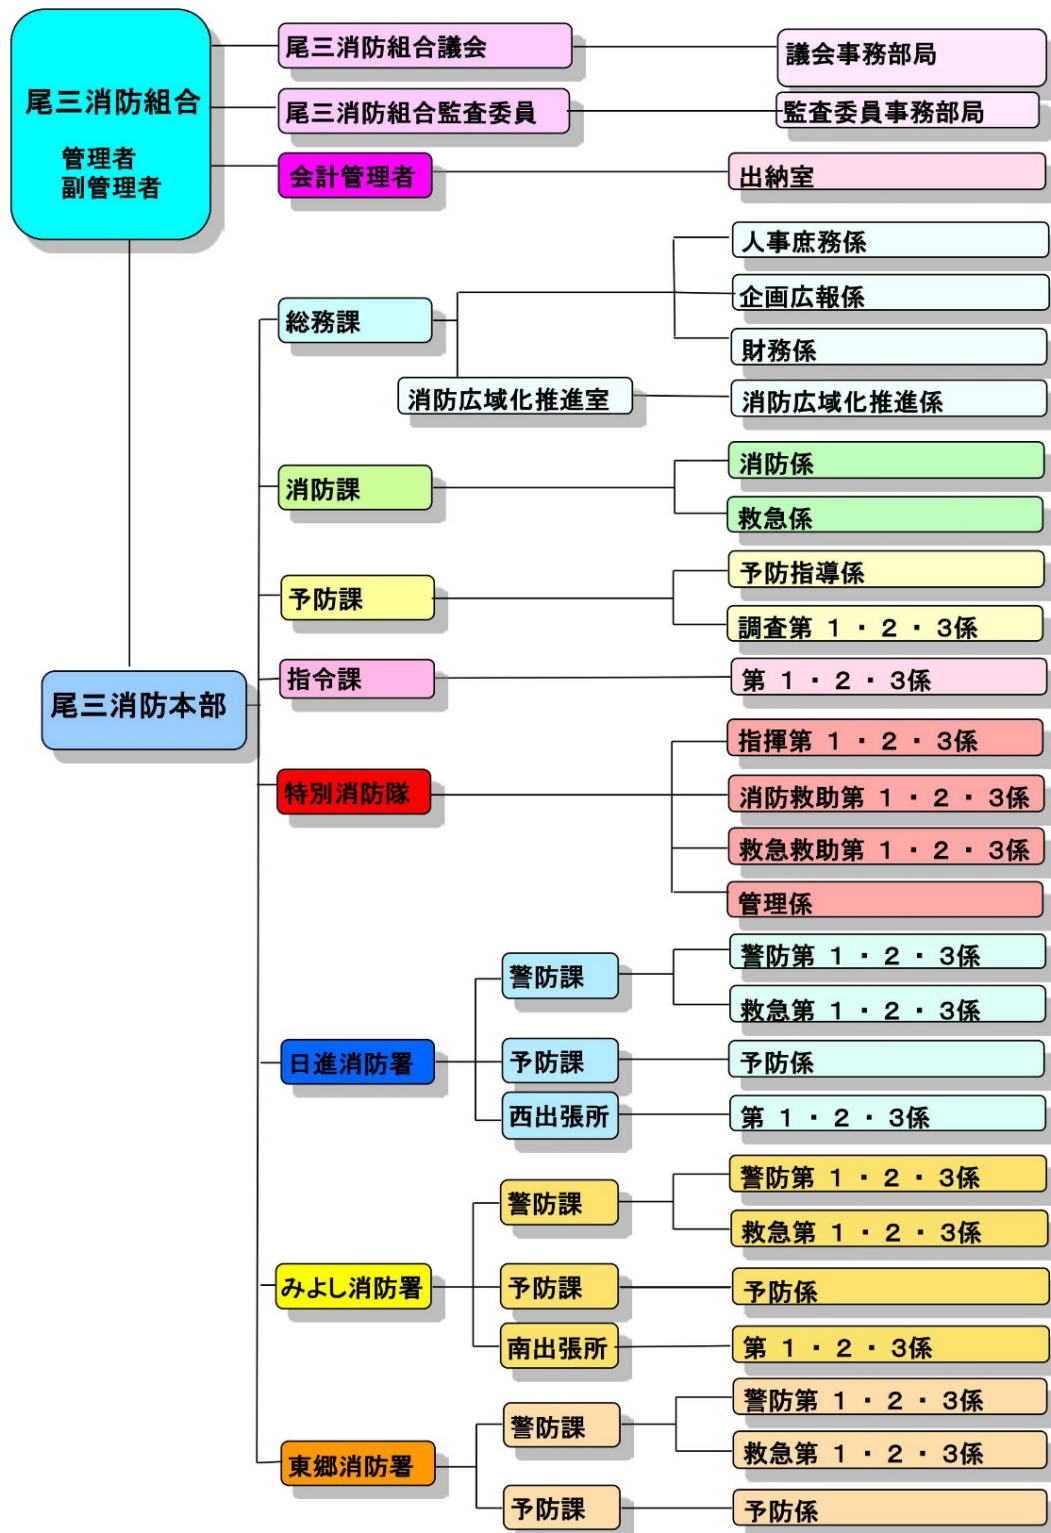 尾三消防組合
管理者
副管理者
尾三消防組合議会
議会事務部局
尾三消防組合監査委員
監査委員事務部局
会計管理者
出納室
尾三消防本部
総務課
人事庶務係
企画広報係
財務係
消防広域化推進室
消防広域化推進係
消防課
消防係
救急係
予防課
予防指導係
調査第 1 ・ 2 ・ 3係
指令課
第 1 ・ 2 ・ 3係
特別消防隊
指揮第 1 ・ 2 ・ 3係
消防救助第 1 ・ 2 ・ 3係
救急救助第 1 ・ 2 ・ 3係
管理係
日進消防署
警防課
警防第 1 ・ 2 ・ 3係
救急第 1 ・ 2 ・ 3係
予防課
予防係
西出張所
第 1 ・ 2 ・ 3係
みよし消防署
警防課
警防第 1 ・ 2 ・ 3係
救急第 1 ・ 2 ・ 3係
予防課
予防係
南出張所
第 1 ・ 2 ・ 3係
東郷消防署
警防課
警防第 1 ・ 2 ・ 3係
救急第 1 ・ 2 ・ 3係
予防課
予防係